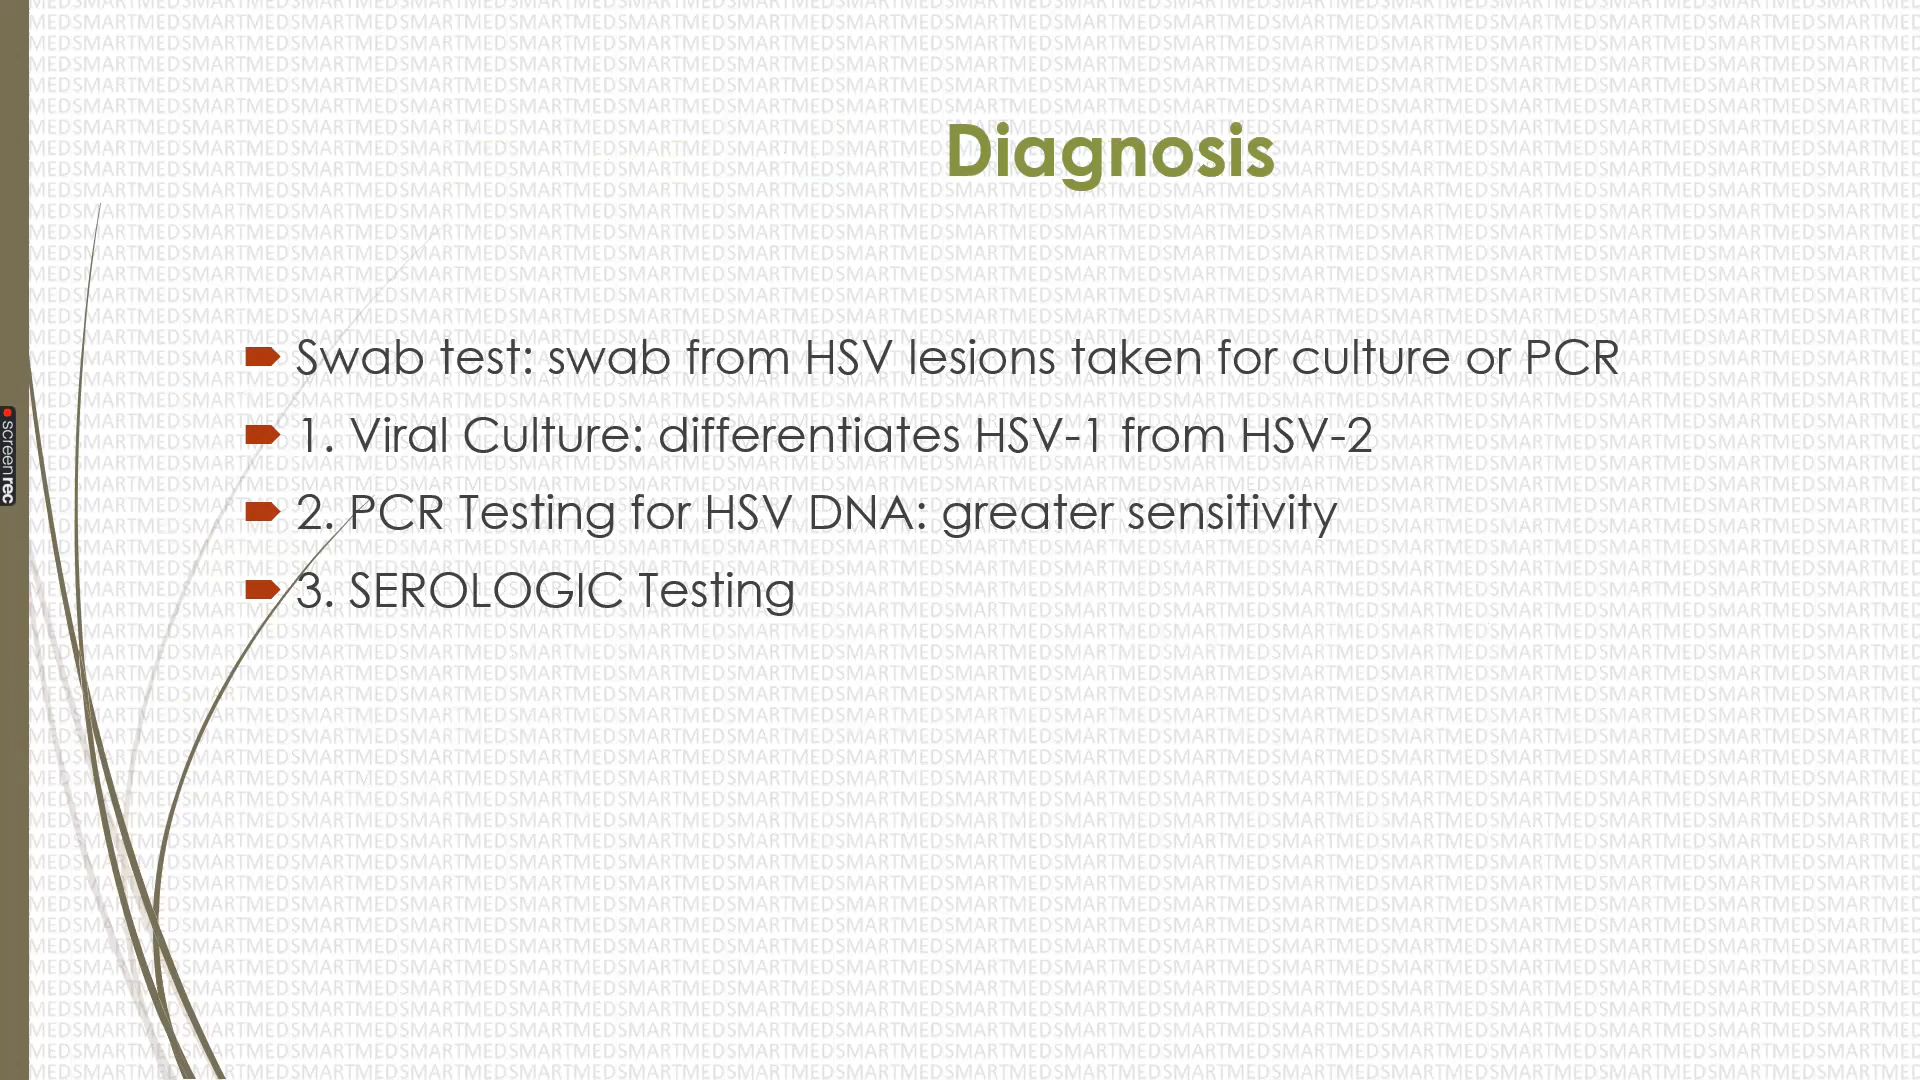 Diagnosis
Swab test: swab from HSV lesions taken for culture or PCR
1. Viral Culture: differentiates HSV-1 from HSV-2
2. PCR Testing for HSV DNA: greater sensitivity
3. SEROLOGIC Testing
screenrec